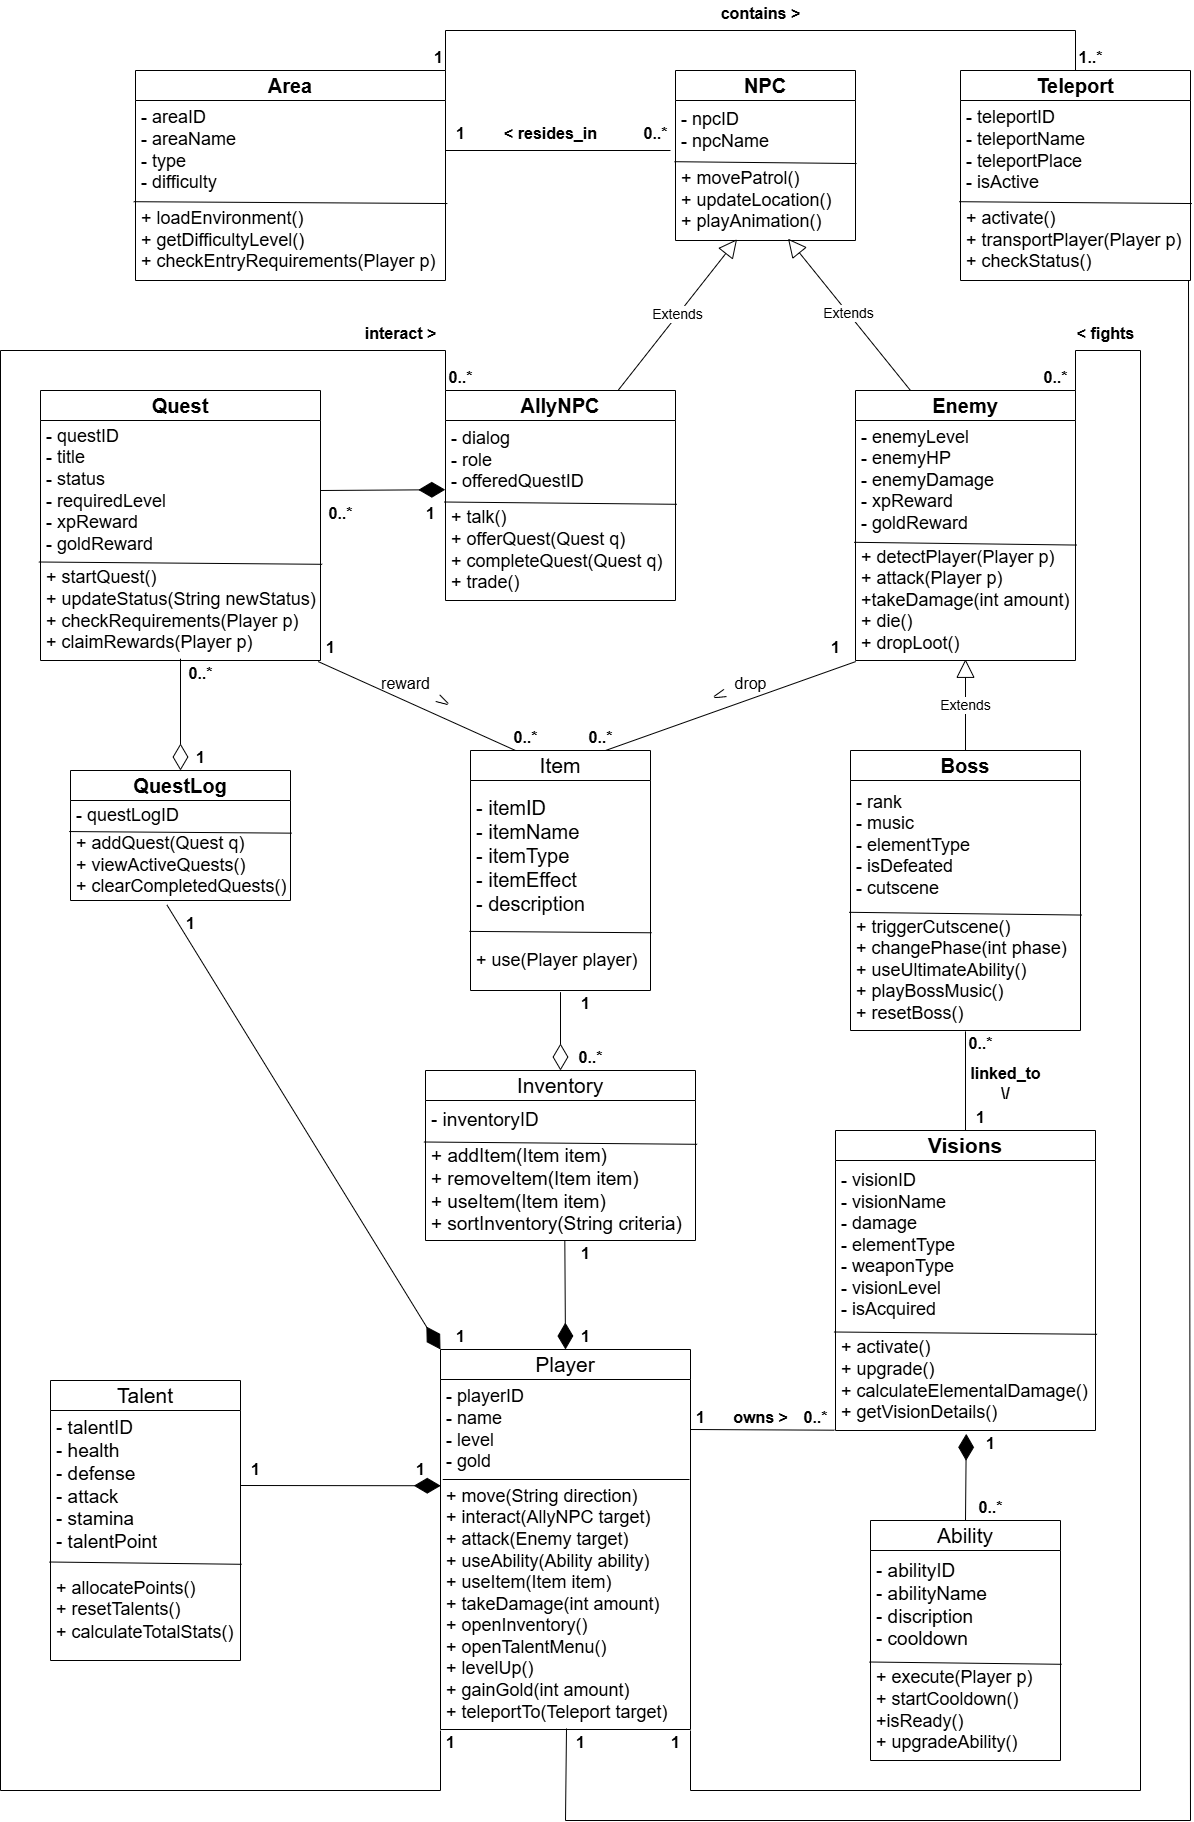 contains >
1
1..*
Area
- areaID
- areaName
- type
- difficulty
+ loadEnvironment()
+ getDifficultyLevel()
+ checkEntryRequirements(Player p)
1
< resides_in
0..*
NPC
- npcID
- npcName
+ movePatrol()
+ updateLocation()
+ playAnimation()
Teleport
- teleportID
- teleportName
- teleportPlace
- isActive
+ activate()
+ transportPlayer(Player p)
+ checkStatus()
Extends
Extends
interact >
< fights
0..*
0..*
Quest
- questID
- title
- status
- requiredLevel
- xpReward
- goldReward
+ startQuest()
+ updateStatus(String newStatus)
+ checkRequirements(Player p)
+ claimRewards(Player p)
0..*
1
AllyNPC
- dialog
- role
- offeredQuestID
+ talk()
+ offerQuest(Quest q)
+ completeQuest(Quest q)
+ trade()
Enemy
- enemyLevel
- enemyHP
- enemyDamage
- xpReward
- goldReward
+ detectPlayer(Player p)
+ attack(Player p)
+takeDamage(int amount)
+ die()
+ dropLoot()
1
1
0..*
reward
>
drop
<
Extends
0..*
0..*
1
QuestLog
- questLogID
+ addQuest(Quest q)
+ viewActiveQuests()
+ clearCompletedQuests()
1
Item
- itemID
- itemName
- itemType
- itemEffect
- description
+ use(Player player)
1
0..*
Boss
- rank
- music
- elementType
- isDefeated
- cutscene
+ triggerCutscene()
+ changePhase(int phase)
+ useUltimateAbility()
+ playBossMusic()
+ resetBoss()
0..*
linked_to
\/
1
Inventory
- inventoryID
+ addItem(Item item)
+ removeItem(Item item)
+ useItem(Item item)
+ sortInventory(String criteria)
1
Visions
- visionID
- visionName
- damage
- elementType
- weaponType
- visionLevel
- isAcquired
+ activate()
+ upgrade()
+ calculateElementalDamage()
+ getVisionDetails()
1
1
Talent
- talentID
- health
- defense
- attack
- stamina
- talentPoint
+ allocatePoints()
+ resetTalents()
+ calculateTotalStats()
1
1
Player
- playerID
- name
- level
- gold
+ move(String direction)
+ interact(AllyNPC target)
+ attack(Enemy target)
+ useAbility(Ability ability)
+ useItem(Item item)
+ takeDamage(int amount)
+ openInventory()
+ openTalentMenu()
+ levelUp()
+ gainGold(int amount)
+ teleportTo(Teleport target)
1
owns >
0..*
1
0..*
Ability
- abilityID
- abilityName
- discription
- cooldown
+ execute(Player p)
+ startCooldown()
+isReady()
+ upgradeAbility()
1
1
1